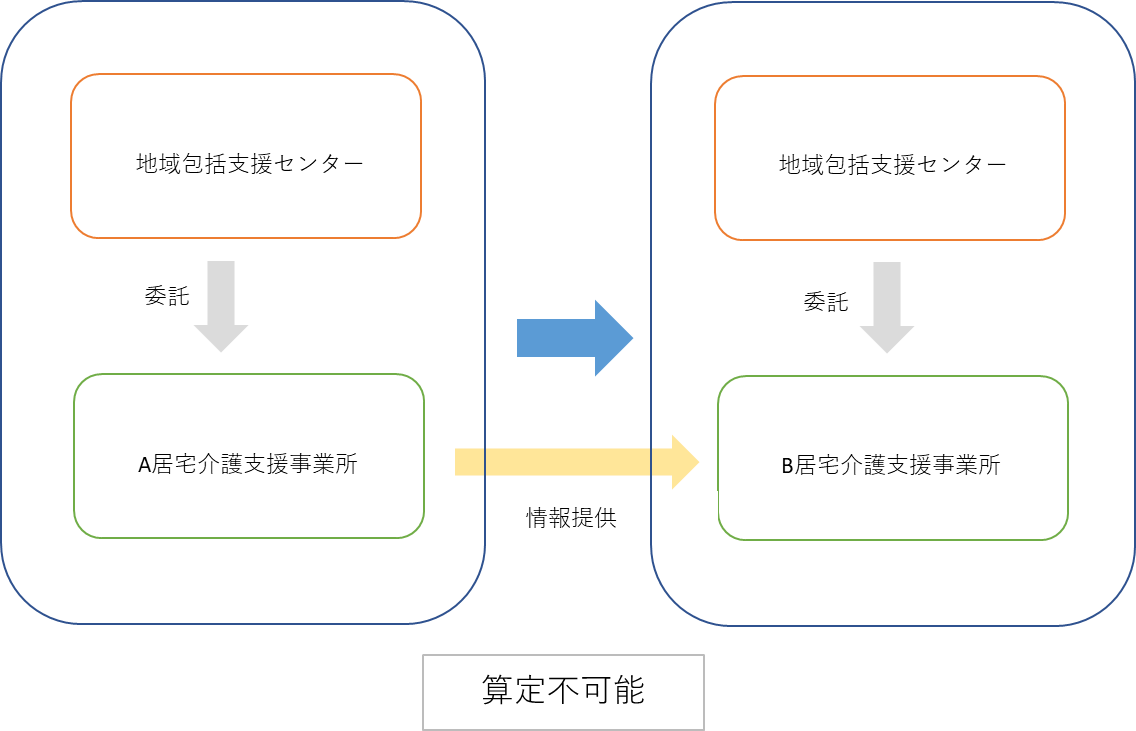 地域包括支援センター
地域包括支援センター
委託
委託
A居宅介護支援事業所
B居宅介護支援事業所
情報提供
算定不可能